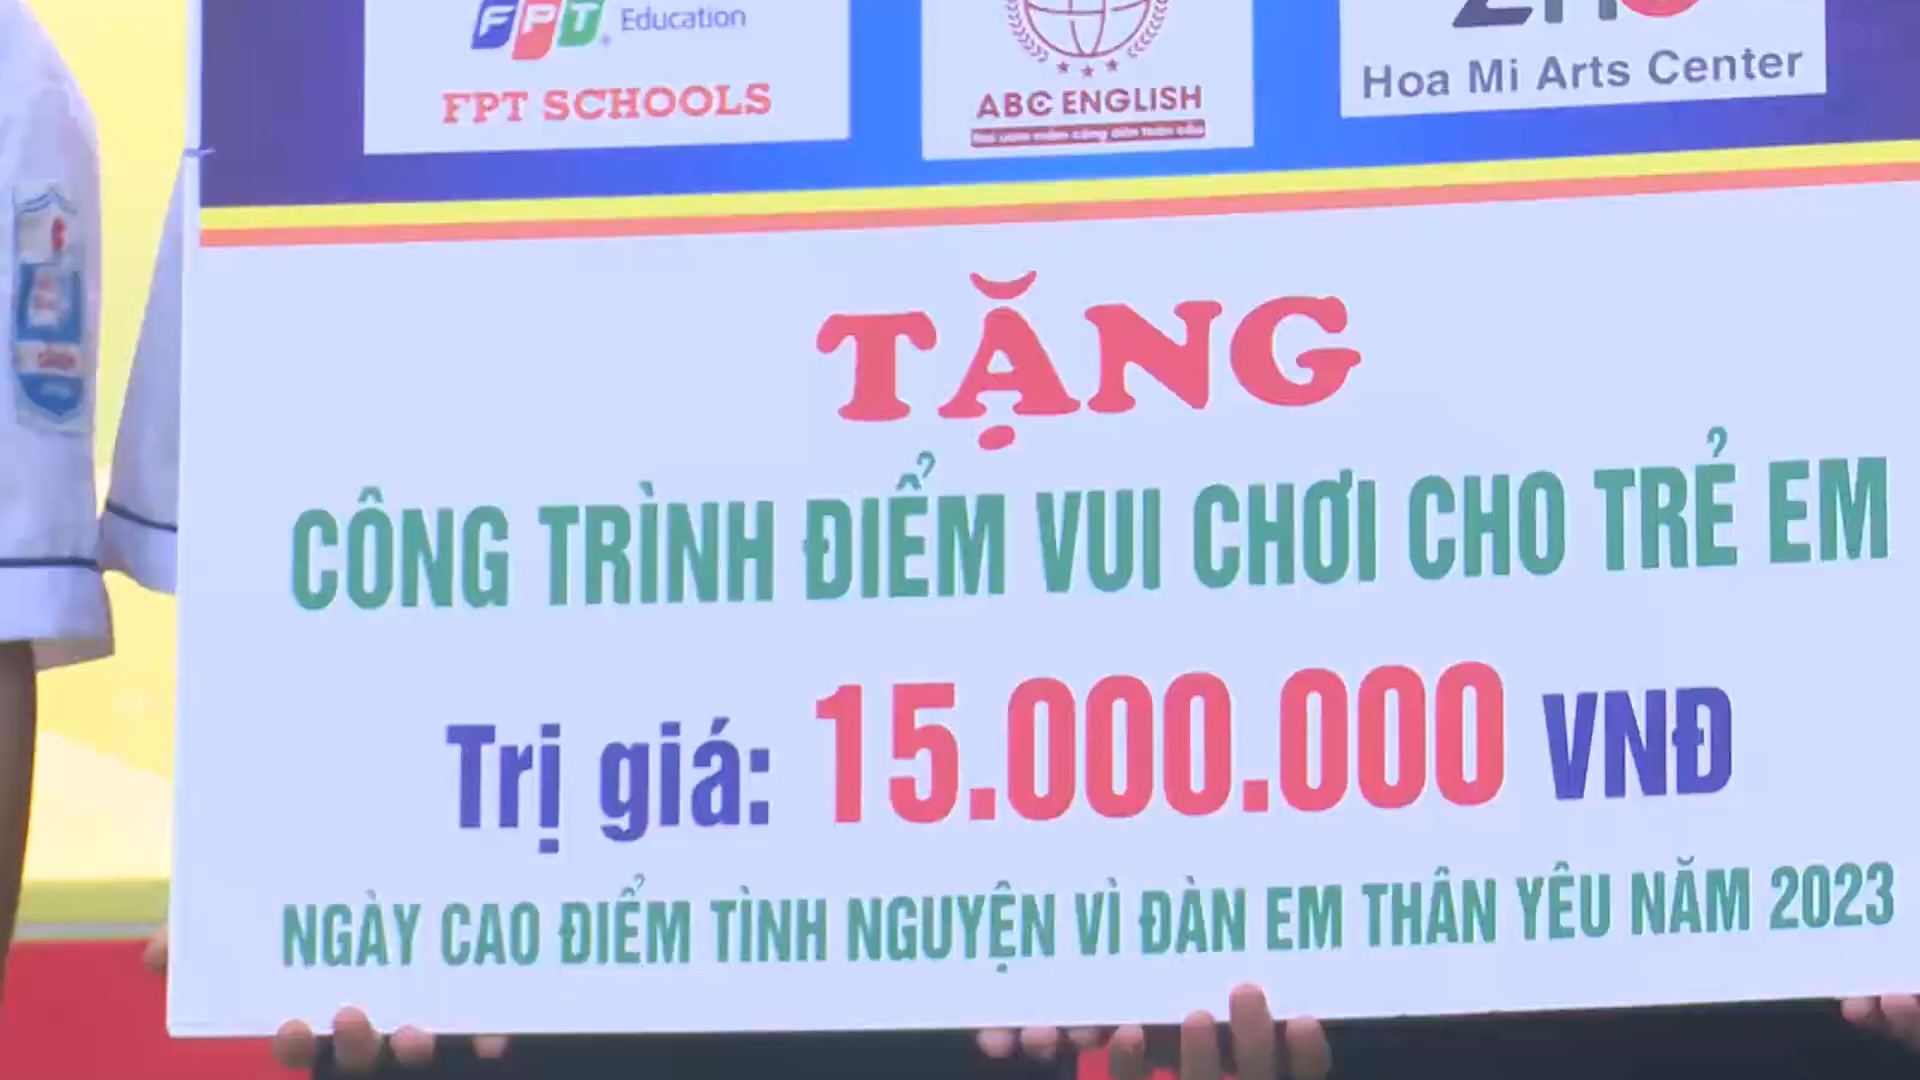 FPT Education
FPT SCHOOLS
ABC ENGLISH
Hoa Mi Arts Center
TẶNG
CÔNG TRÌNH ĐIỂM VUI CHƠI CHO TRẺ EM
Trị giá: 15.000.000 VNĐ
NGÀY CAO ĐIỂM TÌNH NGUYỆN VÌ ĐÀN EM THÂN YÊU NĂM 2023